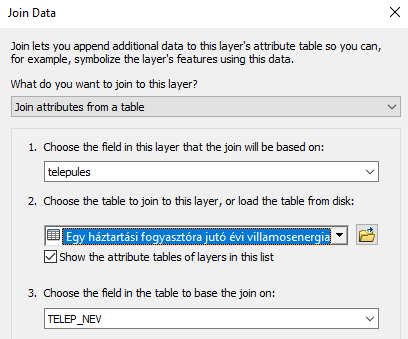 Join Data
Join lets you append additional data to this layer's attribute table so you can,
for example, symbolize the layer's features using this data.
What do you want to join to this layer?
Join attributes from a table
1. Choose the field in this layer that the join will be based on:
telepules
2. Choose the table to join to this layer, or load the table from disk:
Egy háztartási fogyasztóra jutó évi villamosenergia
Show the attribute tables of layers in this list
3. Choose the field in the table to base the join on:
TELEP_NEV